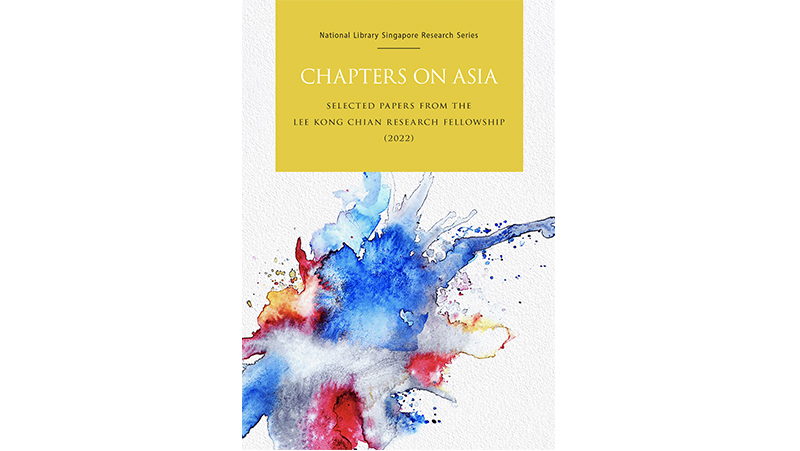 National Library Singapore Research Series
CHAPTERS ON ASIA
SELECTED PAPERS FROM THE
LEE KONG CHIAN RESEARCH FELLOWSHIP
(2022)